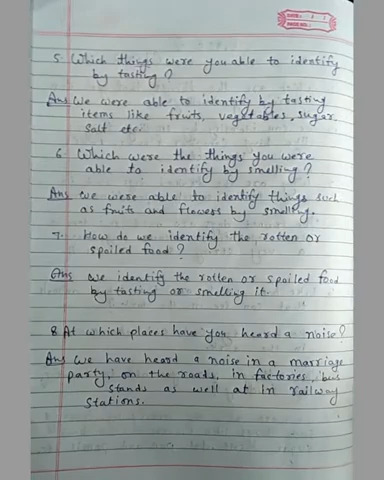 DATE: / /
PAGE NO.:
5 Which things were you able to identify
by tasting?
Ans We were able to identify by tasting
items like fruits, vegetables, sugar
salt etc.
6 Which were the things you were
able to identify by smelling?
Ans We were able to identify things such
as fruits and flowers by smelling.
7. How do we identify the rotten or
spoiled food?
Ans We identify the rotten or spoiled food
by tasting or smelling it.
8. At which places have you heard a noise?
Ans We have heard a noise in a marriage
party, on the roads, in factories, bus
stands as well at in railway
stations.